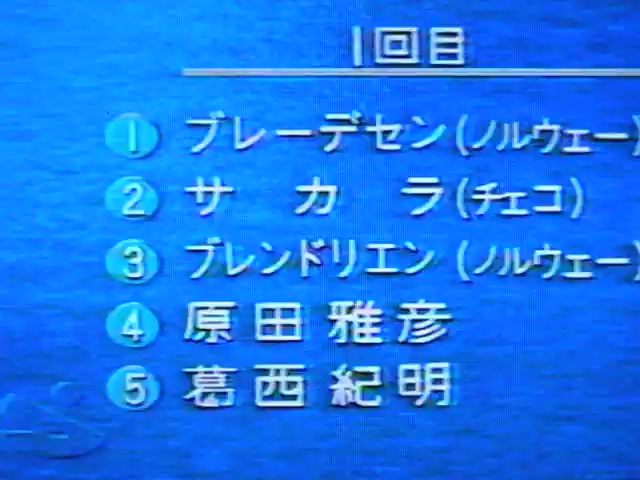 1回目
① ブレーデセン(ノルウェー)
② サカラ(チェコ)
③ ブレンドリエン(ノルウェー)
④ 原田雅彦
⑤ 葛西紀明